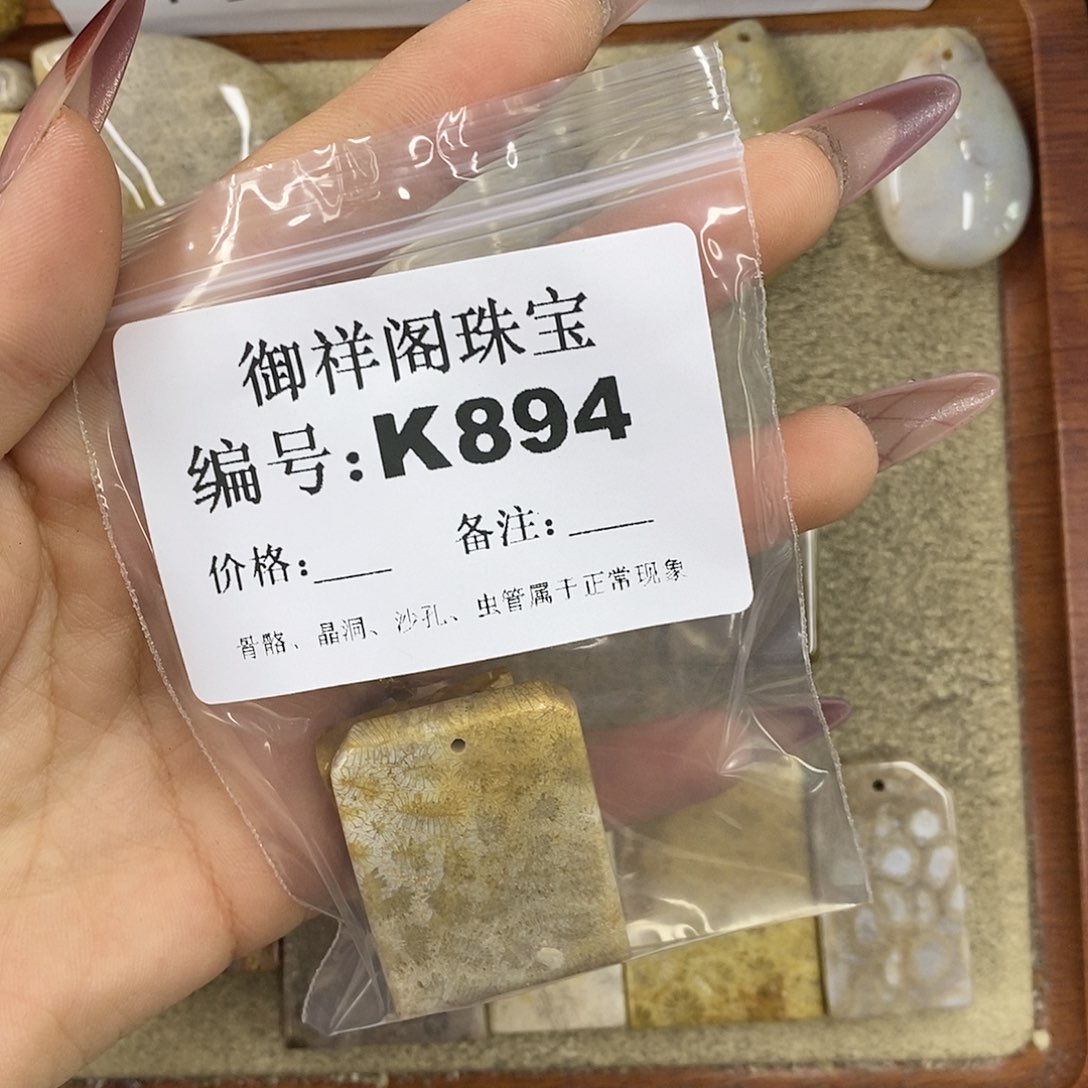 御祥阁珠宝
编号:K894
价格:___ 备注:____
骨骼、晶洞、沙孔、虫管属于正常现象